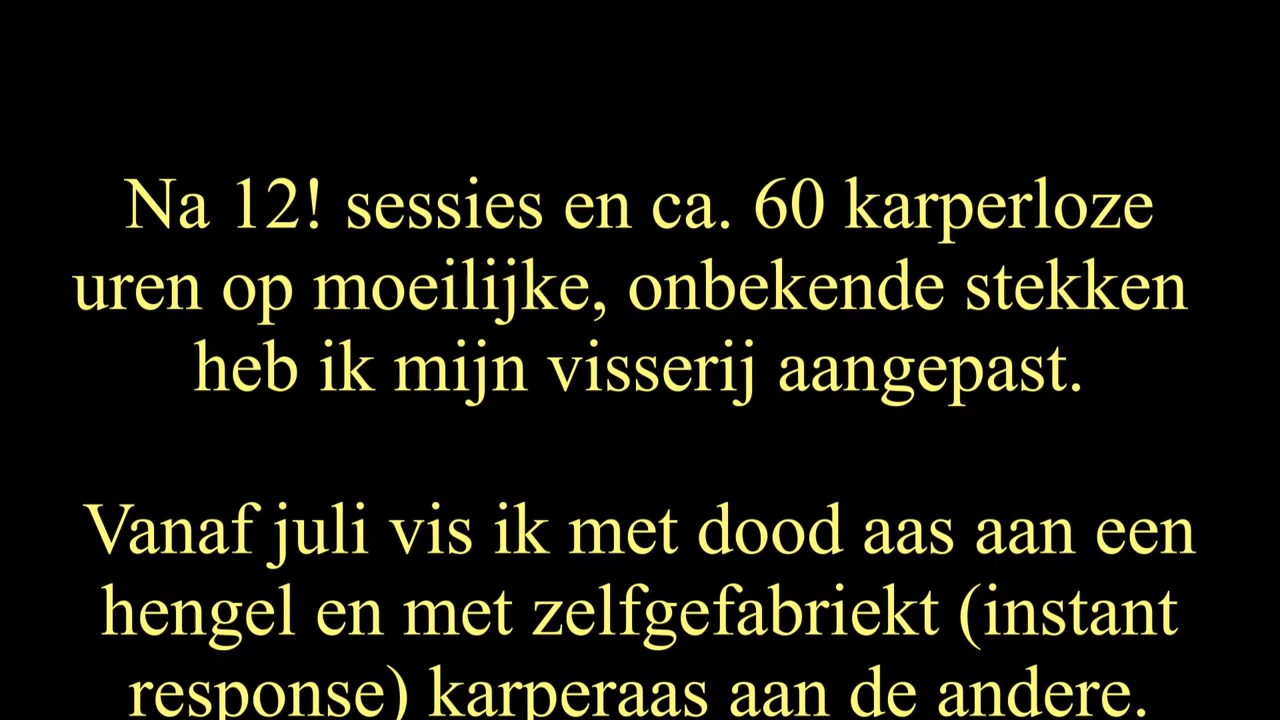 Na 12! sessies en ca. 60 karperloze
uren op moeilijke, onbekende stekken
heb ik mijn visserij aangepast.
Vanaf juli vis ik met dood aas aan een
hengel en met zelfgefabriekt (instant
response) karperaas aan de andere.